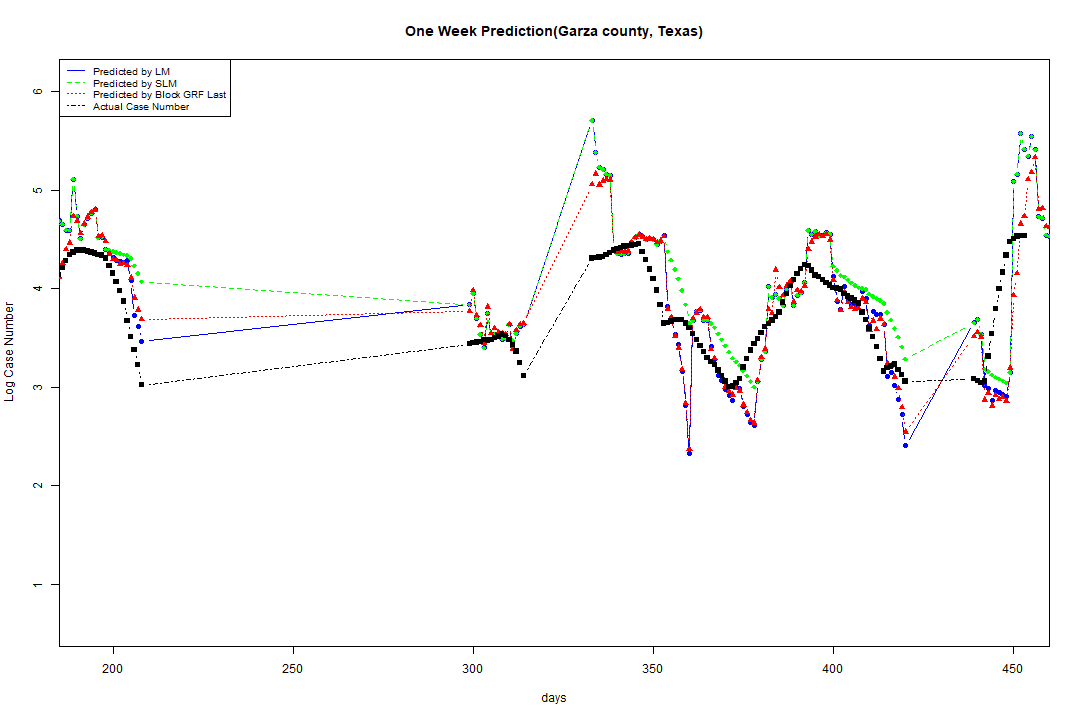 One Week Prediction(Garza county, Texas)
Predicted by LM
Predicted by SLM
Predicted by Block GRF Last
Actual Case Number
6
5
4
3
2
1
Log Case Number
200 250 300 350 400 450
days